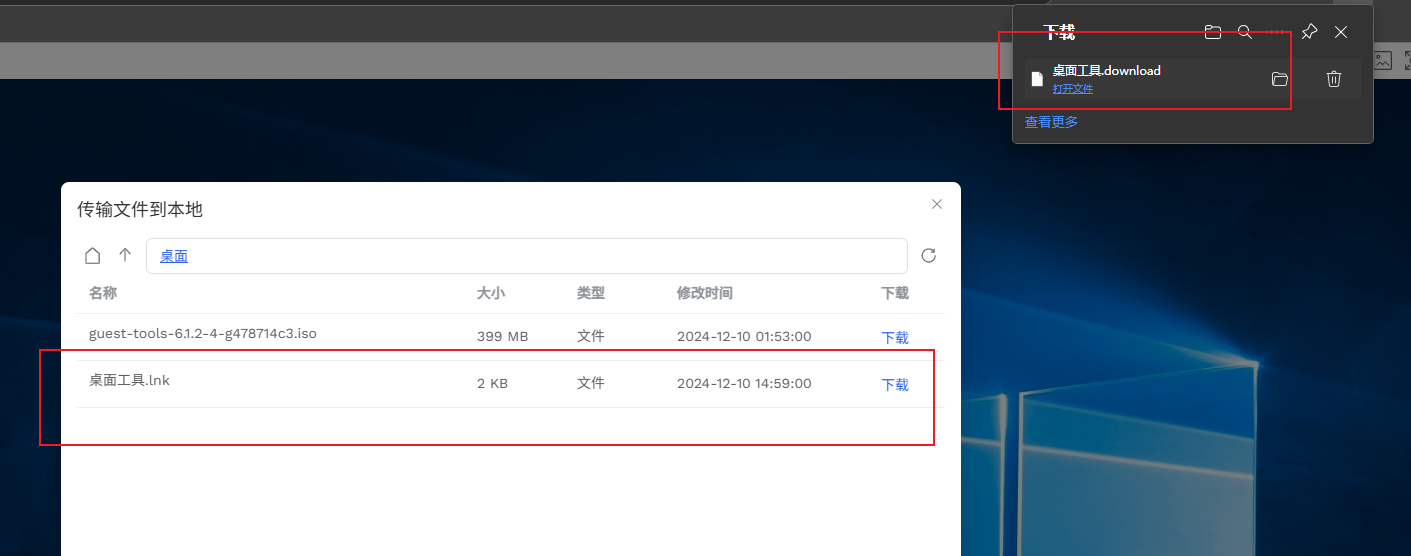 下载
桌面工具.download
打开文件
查看更多
传输文件到本地
桌面
名称 大小 类型 修改时间 下载
guest-tools-6.1.2-4-g478714c3.iso 399 MB 文件 2024-12-10 01:53:00 下载
桌面工具.lnk 2 KB 文件 2024-12-10 14:59:00 下载